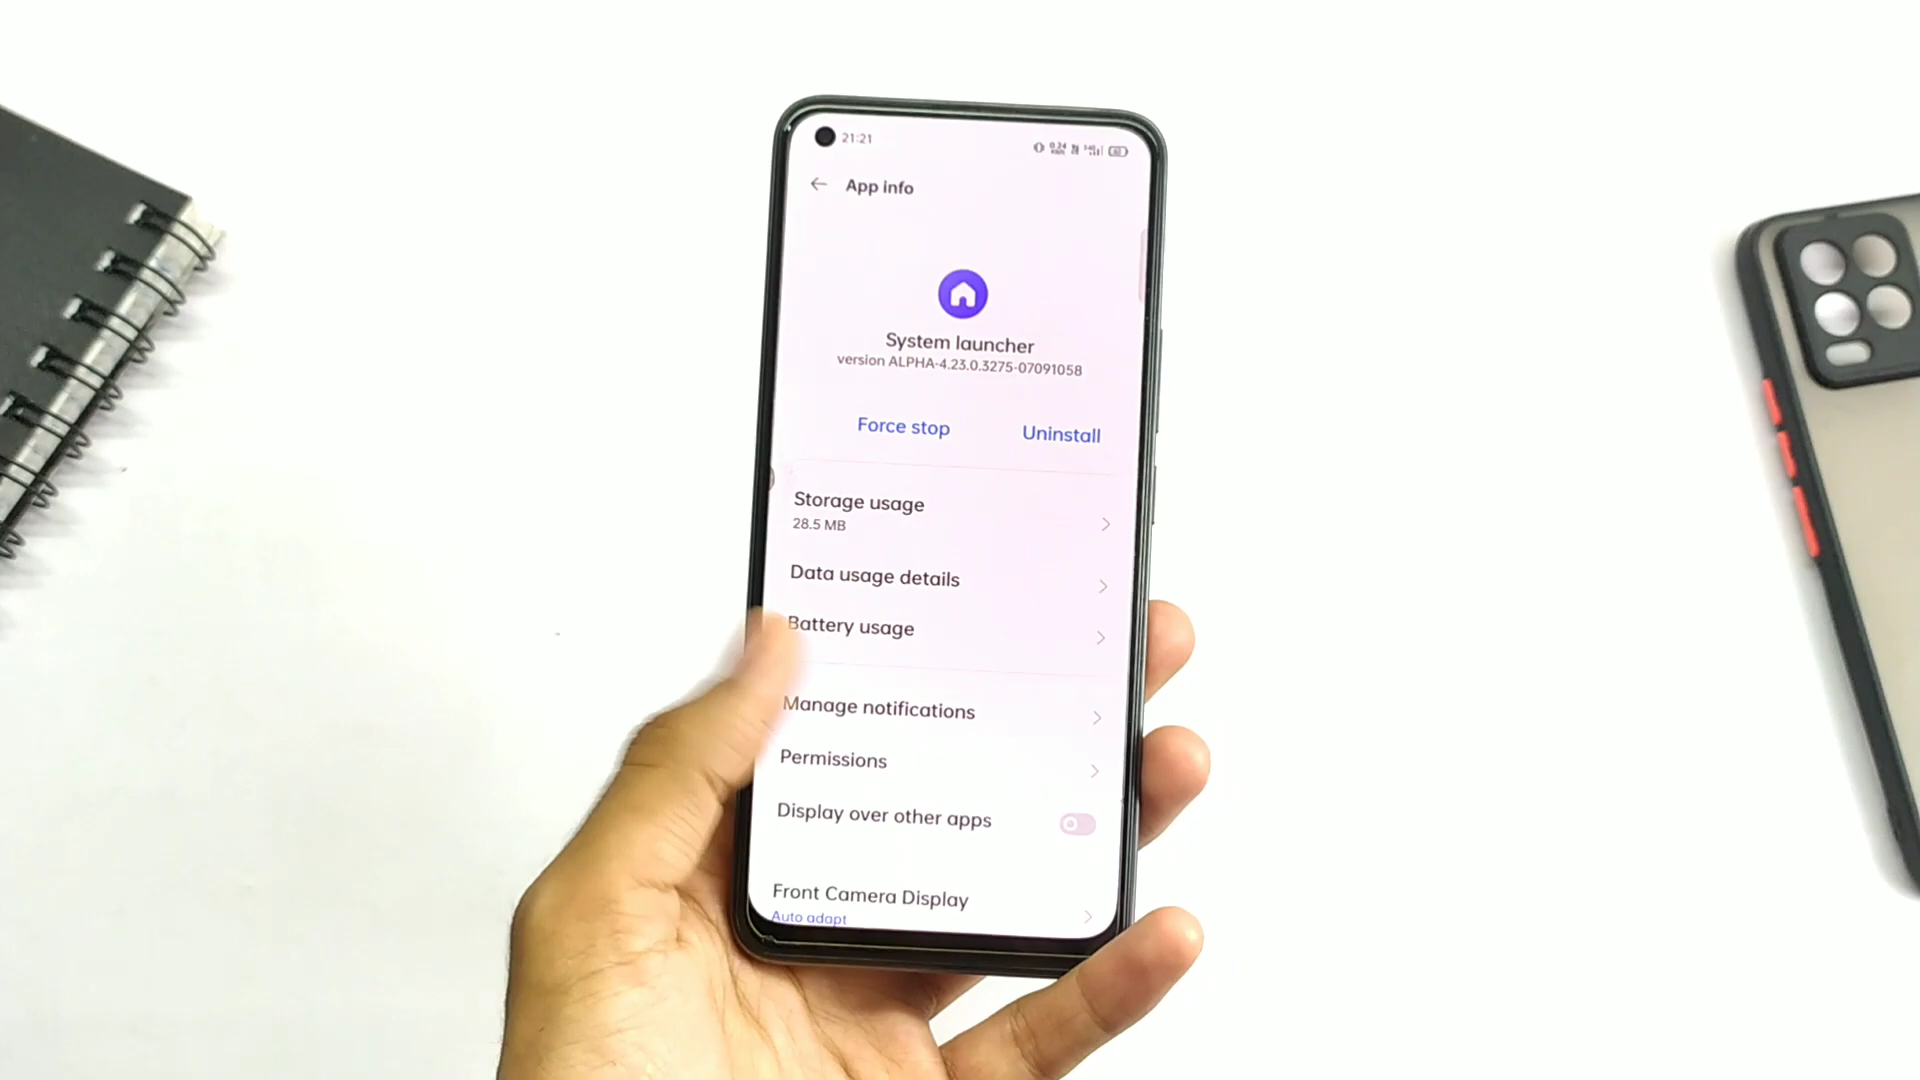 21:21
App info
System launcher
version ALPHA-4.23.0.3275-07091058
Force stop
Uninstall
Storage usage
28.5 MB
Data usage details
Battery usage
Manage notifications
Permissions
Display over other apps
Front Camera Display
Auto adapt